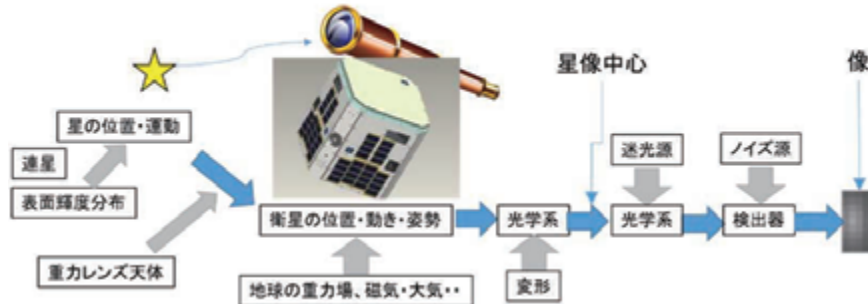 星像中心
像
星の位置・運動
連星
表面輝度分布
迷光源
ノイズ源
衛星の位置・動き・姿勢
光学系
光学系
検出器
重力レンズ天体
地球の重力場、磁気・大気・・
変形